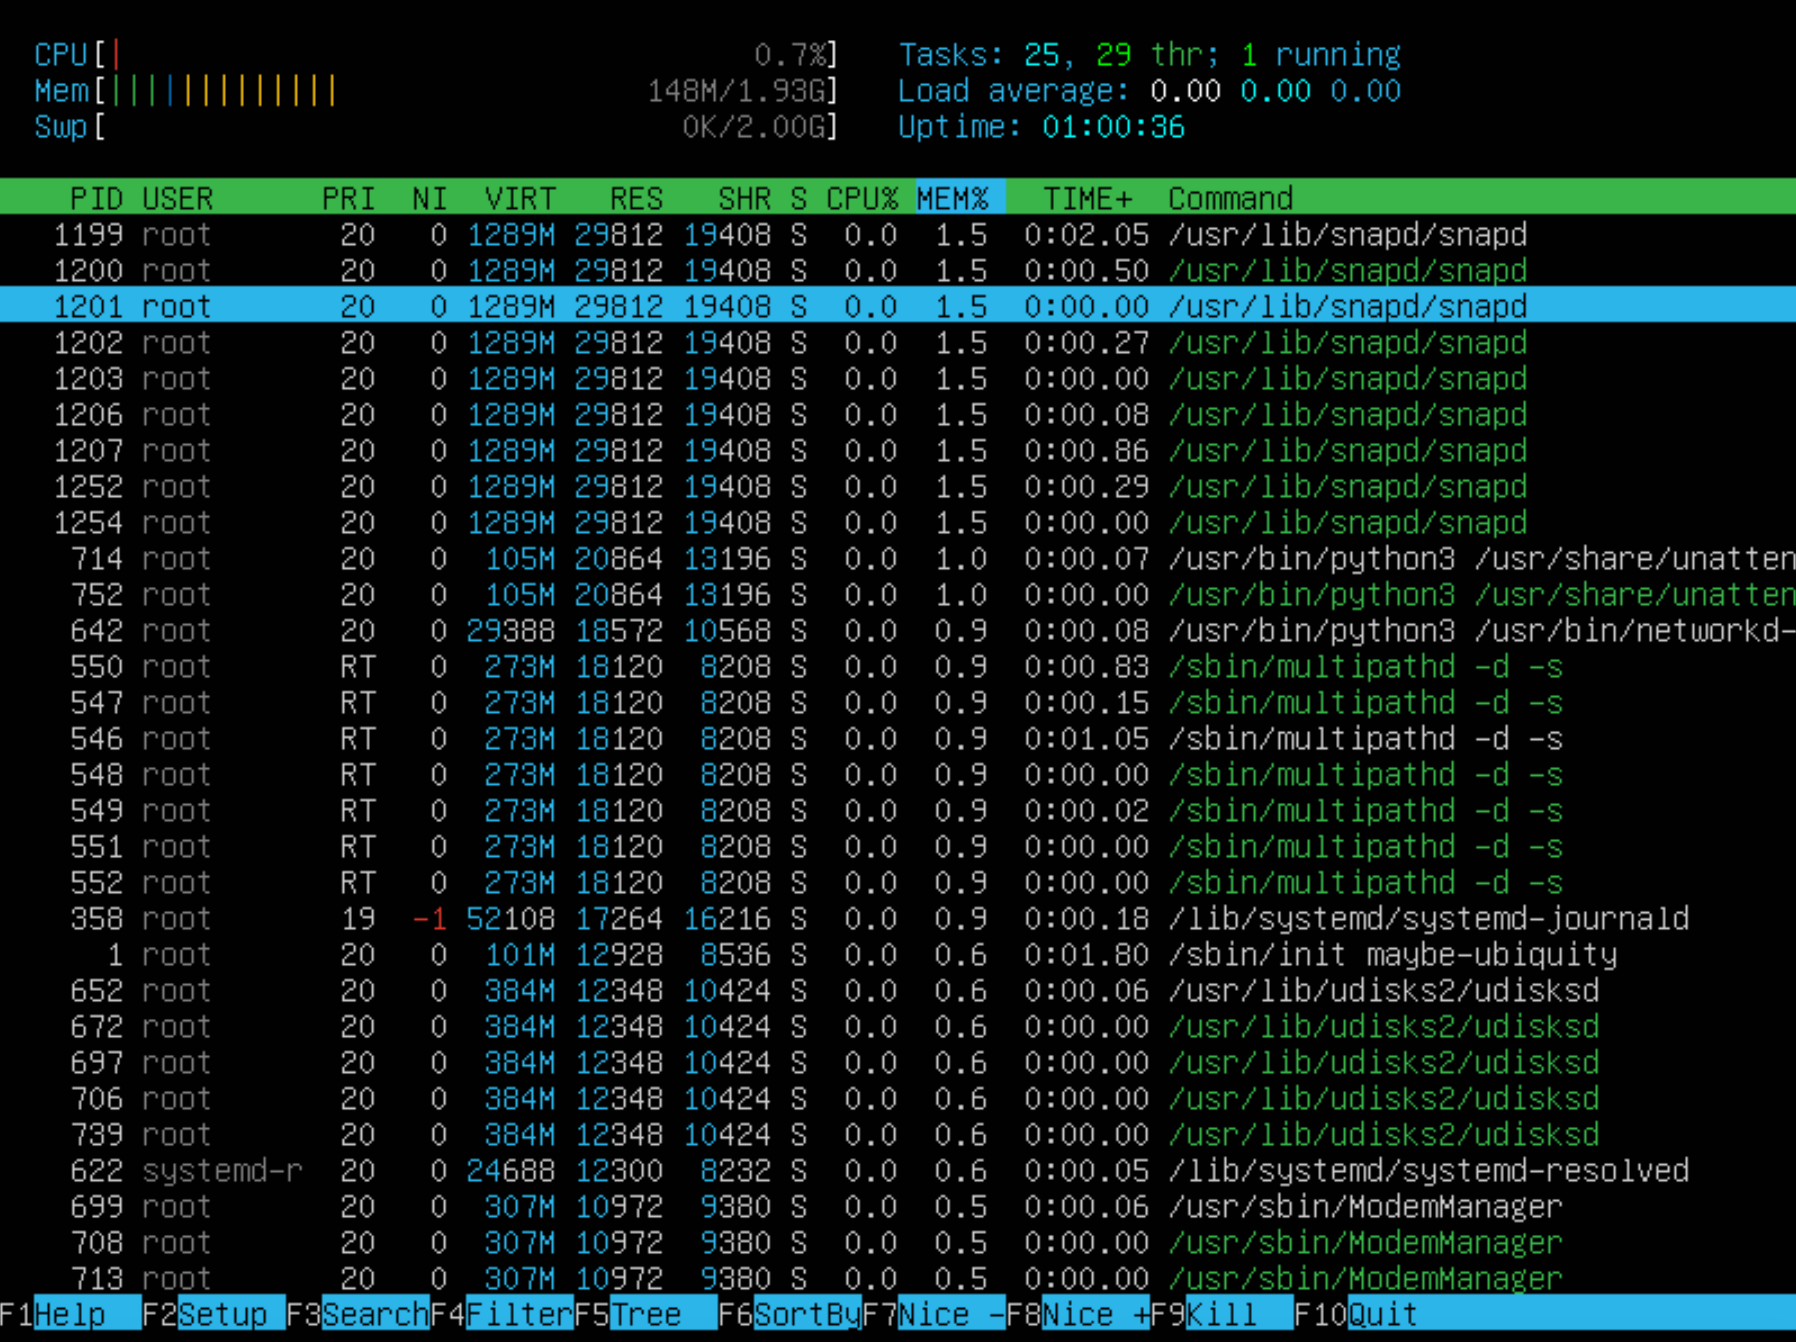 CPU[| 0.7%] Tasks: 25, 29 thr; 1 running
Mem[||||||||||||| 148M/1.93G] Load average: 0.00 0.00 0.00
Swp[ 0K/2.00G] Uptime: 01:00:36
PID USER PRI NI VIRT RES SHR S CPU% MEM% TIME+ Command
1199 root 20 0 1289M 29812 19408 S 0.0 1.5 0:02.05 /usr/lib/snapd/snapd
1200 root 20 0 1289M 29812 19408 S 0.0 1.5 0:00.50 /usr/lib/snapd/snapd
1201 root 20 0 1289M 29812 19408 S 0.0 1.5 0:00.00 /usr/lib/snapd/snapd
1202 root 20 0 1289M 29812 19408 S 0.0 1.5 0:00.27 /usr/lib/snapd/snapd
1203 root 20 0 1289M 29812 19408 S 0.0 1.5 0:00.00 /usr/lib/snapd/snapd
1206 root 20 0 1289M 29812 19408 S 0.0 1.5 0:00.08 /usr/lib/snapd/snapd
1207 root 20 0 1289M 29812 19408 S 0.0 1.5 0:00.86 /usr/lib/snapd/snapd
1252 root 20 0 1289M 29812 19408 S 0.0 1.5 0:00.29 /usr/lib/snapd/snapd
1254 root 20 0 1289M 29812 19408 S 0.0 1.5 0:00.00 /usr/lib/snapd/snapd
714 root 20 0 105M 20864 13196 S 0.0 1.0 0:00.07 /usr/bin/python3 /usr/share/unatten
752 root 20 0 105M 20864 13196 S 0.0 1.0 0:00.00 /usr/bin/python3 /usr/share/unatten
642 root 20 0 29388 18572 10568 S 0.0 0.9 0:00.08 /usr/bin/python3 /usr/bin/networkd-
550 root RT 0 273M 18120 8208 S 0.0 0.9 0:00.83 /sbin/multipathd -d -s
547 root RT 0 273M 18120 8208 S 0.0 0.9 0:00.15 /sbin/multipathd -d -s
546 root RT 0 273M 18120 8208 S 0.0 0.9 0:01.05 /sbin/multipathd -d -s
548 root RT 0 273M 18120 8208 S 0.0 0.9 0:00.00 /sbin/multipathd -d -s
549 root RT 0 273M 18120 8208 S 0.0 0.9 0:00.02 /sbin/multipathd -d -s
551 root RT 0 273M 18120 8208 S 0.0 0.9 0:00.00 /sbin/multipathd -d -s
552 root RT 0 273M 18120 8208 S 0.0 0.9 0:00.00 /sbin/multipathd -d -s
358 root 19 -1 52108 17264 16216 S 0.0 0.9 0:00.18 /lib/systemd/systemd-journald
1 root 20 0 101M 12928 8536 S 0.0 0.6 0:01.80 /sbin/init maybe-ubiquity
652 root 20 0 384M 12348 10424 S 0.0 0.6 0:00.06 /usr/lib/udisks2/udisksd
672 root 20 0 384M 12348 10424 S 0.0 0.6 0:00.00 /usr/lib/udisks2/udisksd
697 root 20 0 384M 12348 10424 S 0.0 0.6 0:00.00 /usr/lib/udisks2/udisksd
706 root 20 0 384M 12348 10424 S 0.0 0.6 0:00.00 /usr/lib/udisks2/udisksd
739 root 20 0 384M 12348 10424 S 0.0 0.6 0:00.00 /usr/lib/udisks2/udisksd
622 systemd-r 20 0 24688 12300 8232 S 0.0 0.6 0:00.05 /lib/systemd/systemd-resolved
699 root 20 0 307M 10972 9380 S 0.0 0.5 0:00.06 /usr/sbin/ModemManager
708 root 20 0 307M 10972 9380 S 0.0 0.5 0:00.00 /usr/sbin/ModemManager
713 root 20 0 307M 10972 9380 S 0.0 0.5 0:00.00 /usr/sbin/ModemManager
F1Help F2Setup F3SearchF4FilterF5Tree F6SortByF7Nice -F8Nice +F9Kill F10Quit